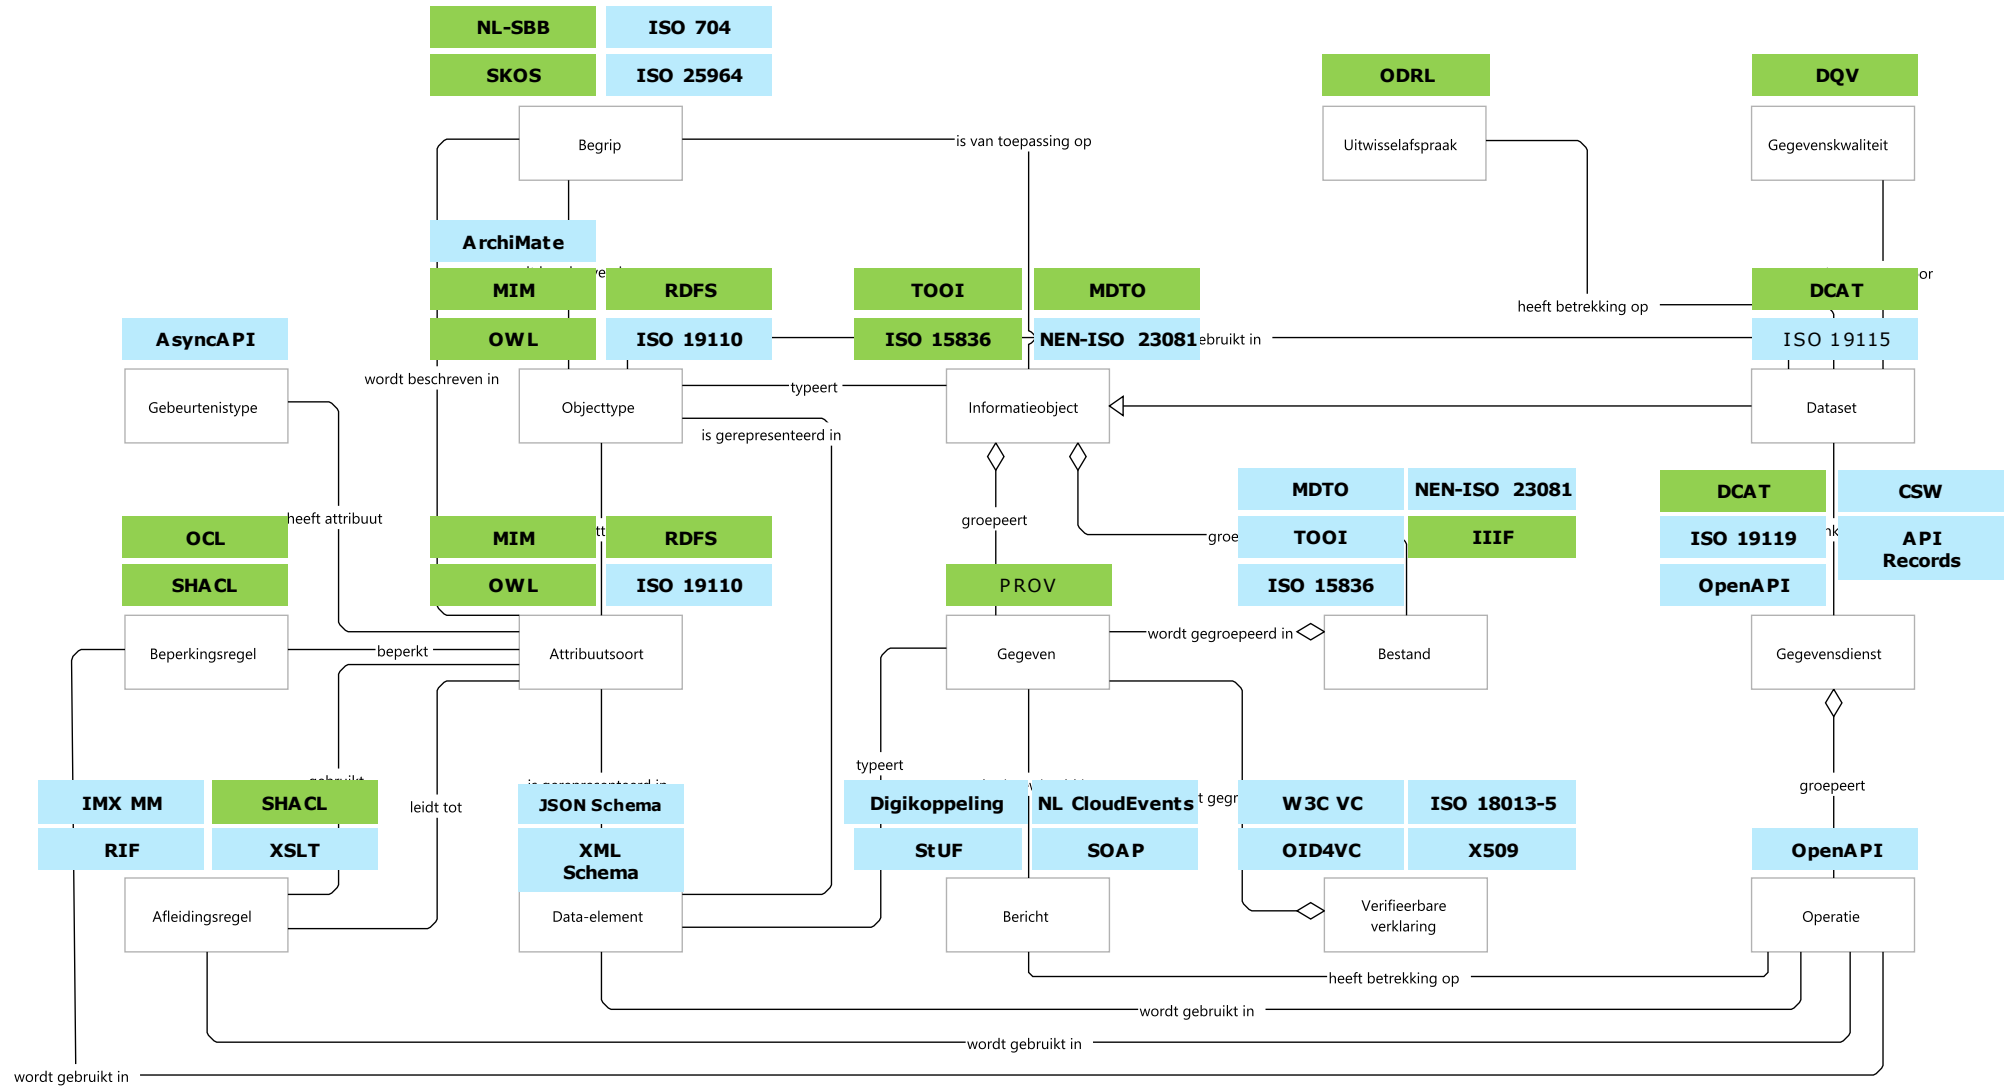 NL-SBB
ISO 704
SKOS
ISO 25964
ODRL
DQV
Begrip
is van toepassing op
Uitwisselafspraak
Gegevenskwaliteit
ArchiMate
MIM
RDFS
TOOI
MDTO
heeft betrekking op
DCAT
or
AsyncAPI
OWL
ISO 19110
ISO 15836
NEN-ISO 23081
ebruikt in
ISO 19115
wordt beschreven in
Gebeurtenistype
Objecttype
typeert
Informatieobject
Dataset
is gerepresenteerd in
MDTO
NEN-ISO 23081
DCAT
CSW
heeft attribuut
groepeert
OCL
MIM
RDFS
groe
TOOI
IIIF
ISO 19119
API
Records
SHACL
OWL
ISO 19110
PROV
ISO 15836
OpenAPI
Beperkingsregel
beperkt
Attribuutsoort
Gegeven
wordt gegroepeerd in
Bestand
Gegevensdienst
typeert
groepeert
IMX MM
SHACL
leidt tot
JSON Schema
Digikoppeling
NL CloudEvents
t gegr
W3C VC
ISO 18013-5
RIF
XSLT
XML
Schema
StUF
SOAP
OID4VC
X509
OpenAPI
Afleidingsregel
Data-element
Bericht
Verifieerbare
verklaring
Operatie
heeft betrekking op
wordt gebruikt in
wordt gebruikt in
wordt gebruikt in